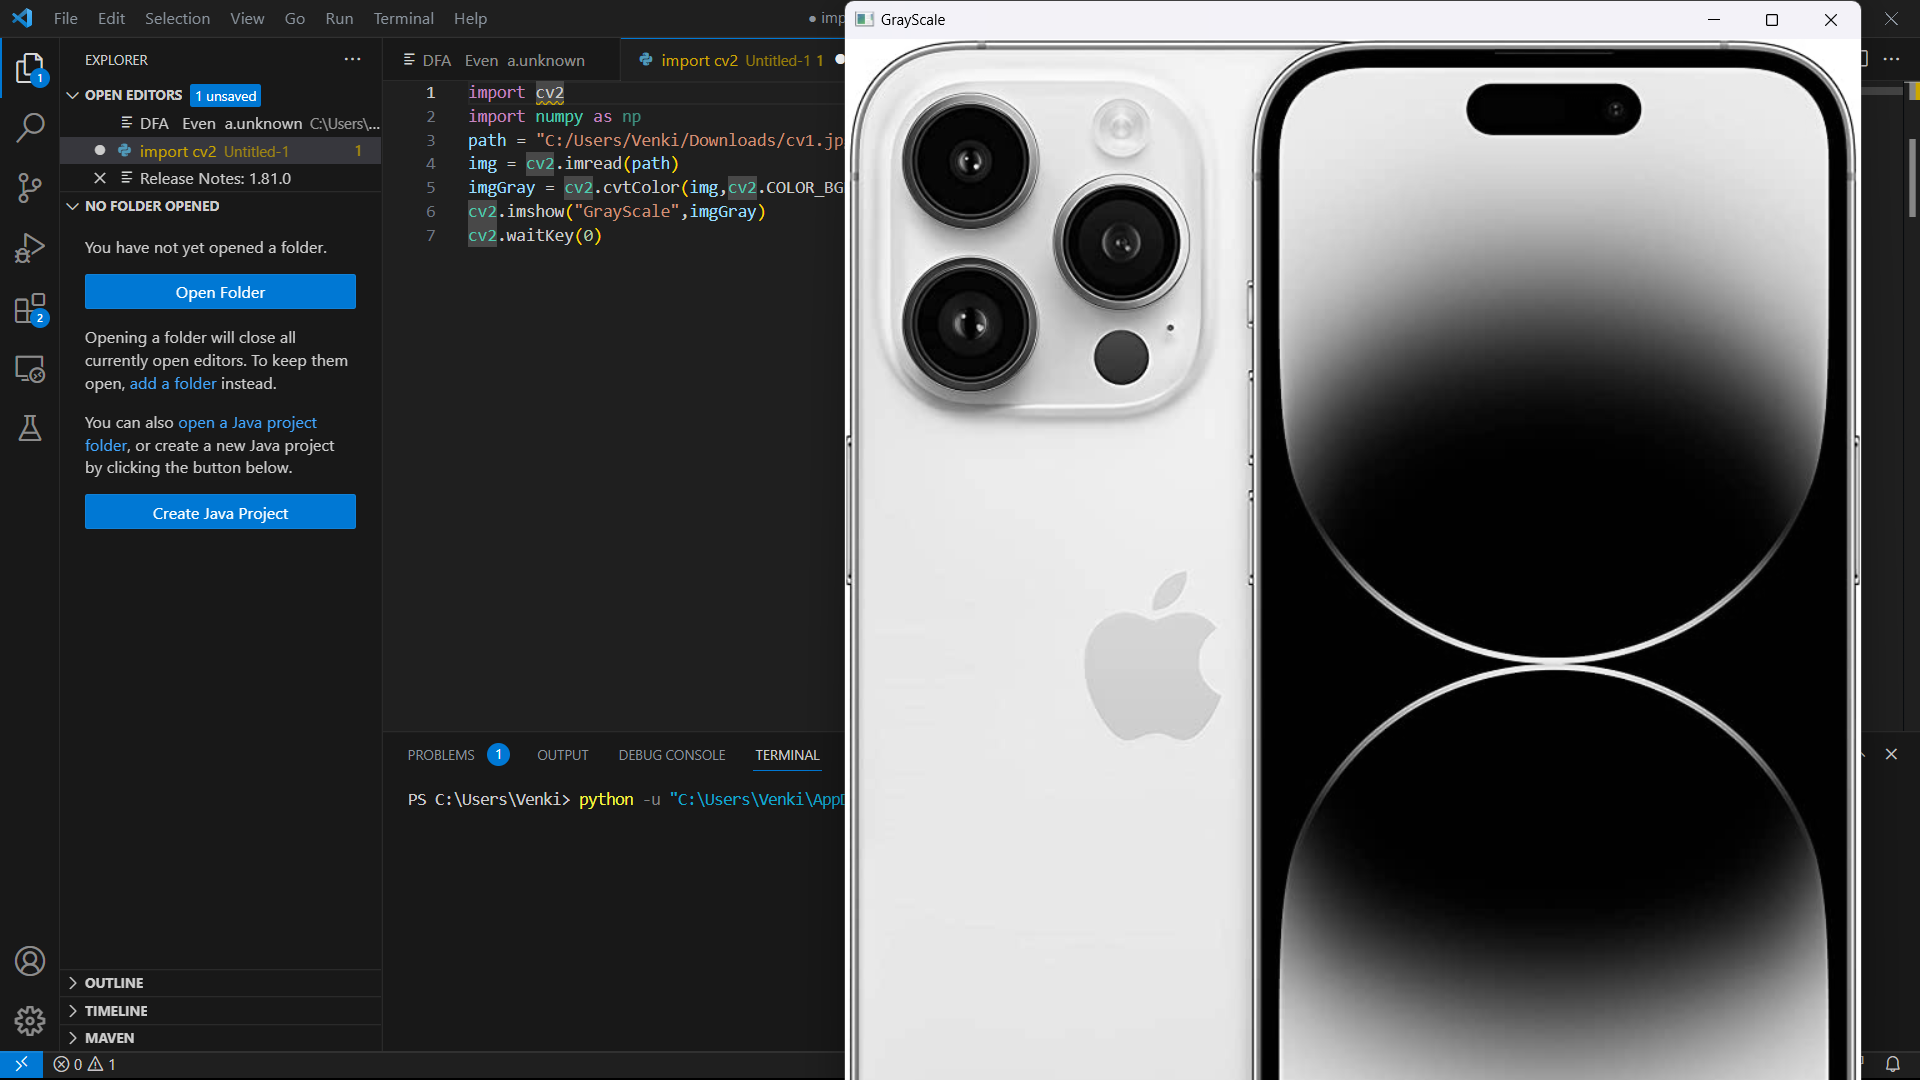 File Edit Selection View Go Run Terminal Help
● imp
GrayScale
EXPLORER
OPEN EDITORS 1 unsaved
DFA Even a.unknown C:\Users\...
import cv2 Untitled-1 1
Release Notes: 1.81.0
NO FOLDER OPENED
You have not yet opened a folder.
Open Folder
Opening a folder will close all
currently open editors. To keep them
open, add a folder instead.
You can also open a Java project
folder, or create a new Java project
by clicking the button below.
Create Java Project
OUTLINE
TIMELINE
MAVEN
1
2
DFA Even a.unknown
import cv2 Untitled-1 1
1 import cv2
2 import numpy as np
3 path = "C:/Users/Venki/Downloads/cv1.jp
4 img = cv2.imread(path)
5 imgGray = cv2.cvtColor(img,cv2.COLOR_BG
6 cv2.imshow("GrayScale",imgGray)
7 cv2.waitKey(0)
PROBLEMS 1 OUTPUT DEBUG CONSOLE TERMINAL
PS C:\Users\Venki> python -u "C:\Users\Venki\AppD
0 1